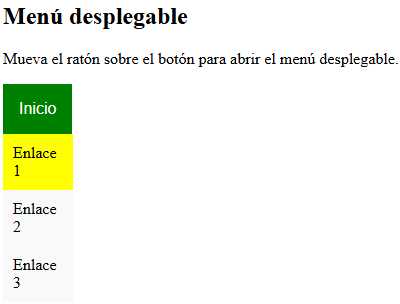 Menú desplegable
Mueva el ratón sobre el botón para abrir el menú desplegable.
Inicio
Enlace
1
Enlace
2
Enlace
3